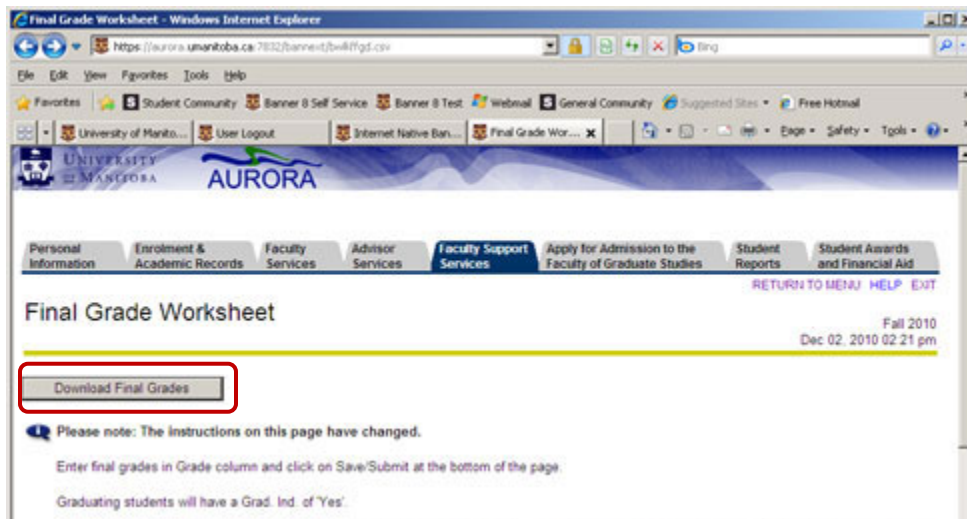 Final Grade Worksheet - Windows Internet Explorer
https://aurora.umanitoba.ca:7832/bannext/bwlkffgd.csv
Bing
File Edit View Favorites Tools Help
Favorites Student Community Banner 8 Self Service Banner 8 Test Webmail General Community Suggested Sites Free Hotmail
University of Manito... User Logout Internet Native Ban... Final Grade Wor... Page Safety Tools
UNIVERSITY
OF MANITOBA
AURORA
Personal Information
Enrolment & Academic Records
Faculty Services
Advisor Services
Faculty Support Services
Apply for Admission to the Faculty of Graduate Studies
Student Reports
Student Awards and Financial Aid
RETURN TO MENU HELP EXIT
Final Grade Worksheet
Fall 2010
Dec 02, 2010 02:21 pm
Download Final Grades
Please note: The instructions on this page have changed.
Enter final grades in Grade column and click on Save/Submit at the bottom of the page.
Graduating students will have a Grad. Ind. of 'Yes'.